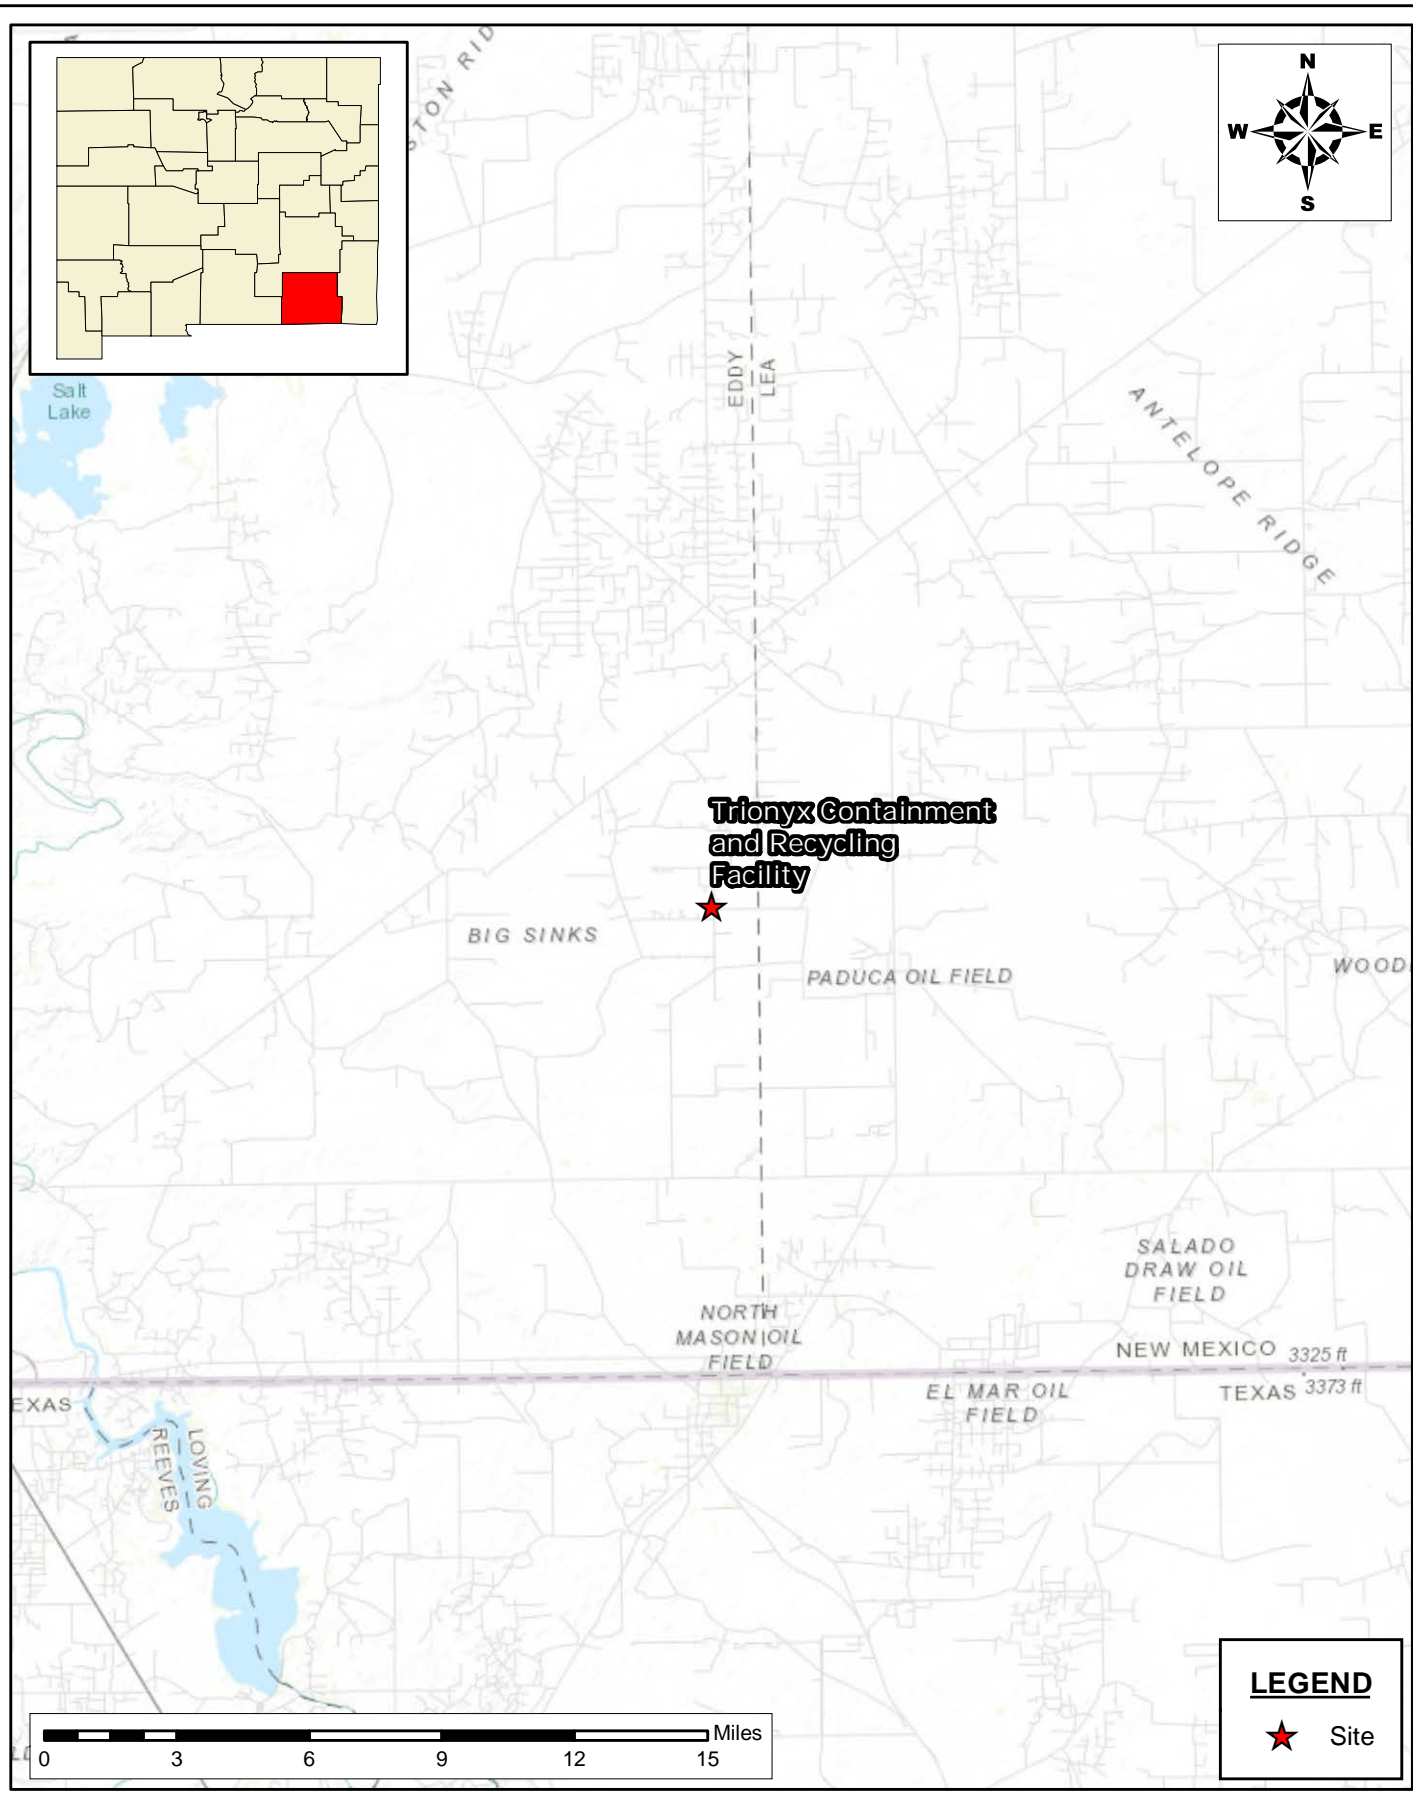 STON RID
N
W
E
S
Salt
Lake
EDDY
LEA
ANTELOPE RIDGE
Trionyx Containment
and Recycling
Facility
BIG SINKS
PADUCA OIL FIELD
WOOD
SALADO
DRAW OIL
FIELD
NORTH
MASON OIL
FIELD
NEW MEXICO
3325 ft
EXAS
EL MAR OIL
FIELD
TEXAS
3373 ft
LOVING
REEVES
LEGEND
Site
Miles
0
3
6
9
12
15